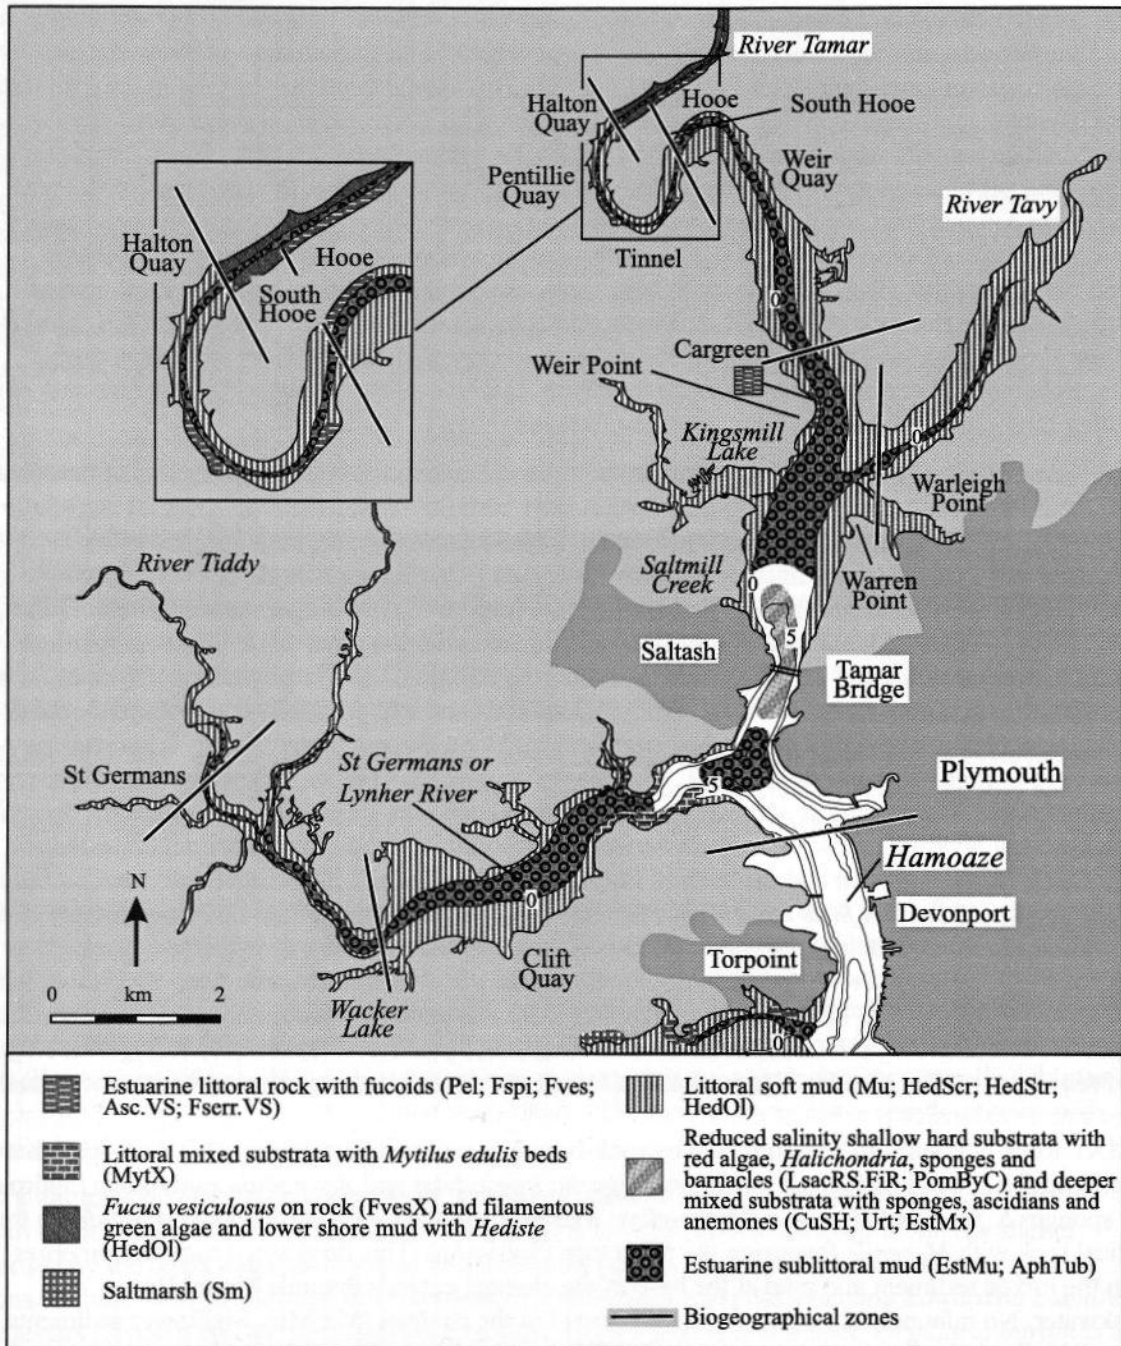 River Tamar
Halton
Quay
Hooe
South Hooe
Pentillie
Quay
Weir
Quay
River Tavy
Tinnel
Halton
Quay
Hooe
South
Hooe
0
Cargreen
Weir Point
Kingsmill
Lake
0
Warleigh
Point
River Tiddy
Saltmill
Creek
0
Warren
Point
5
Saltash
Tamar
Bridge
St Germans
St Germans or
Lynher River
5
Plymouth
Hamoaze
N
0
Devonport
Clift
Quay
Torpoint
0 km 2
Wacker
Lake
0
Estuarine littoral rock with fucoids (Pel; Fspi; Fves;
Asc.VS; Fserr.VS)
Littoral mixed substrata with Mytilus edulis beds
(MytX)
Fucus vesiculosus on rock (FvesX) and filamentous
green algae and lower shore mud with Hediste
(HedOl)
Saltmarsh (Sm)
Littoral soft mud (Mu; HedScr; HedStr;
HedOl)
Reduced salinity shallow hard substrata with
red algae, Halichondria, sponges and
barnacles (LsacRS.FiR; PomByC) and deeper
mixed substrata with sponges, ascidians and
anemones (CuSH; Urt; EstMx)
Estuarine sublittoral mud (EstMu; AphTub)
Biogeographical zones